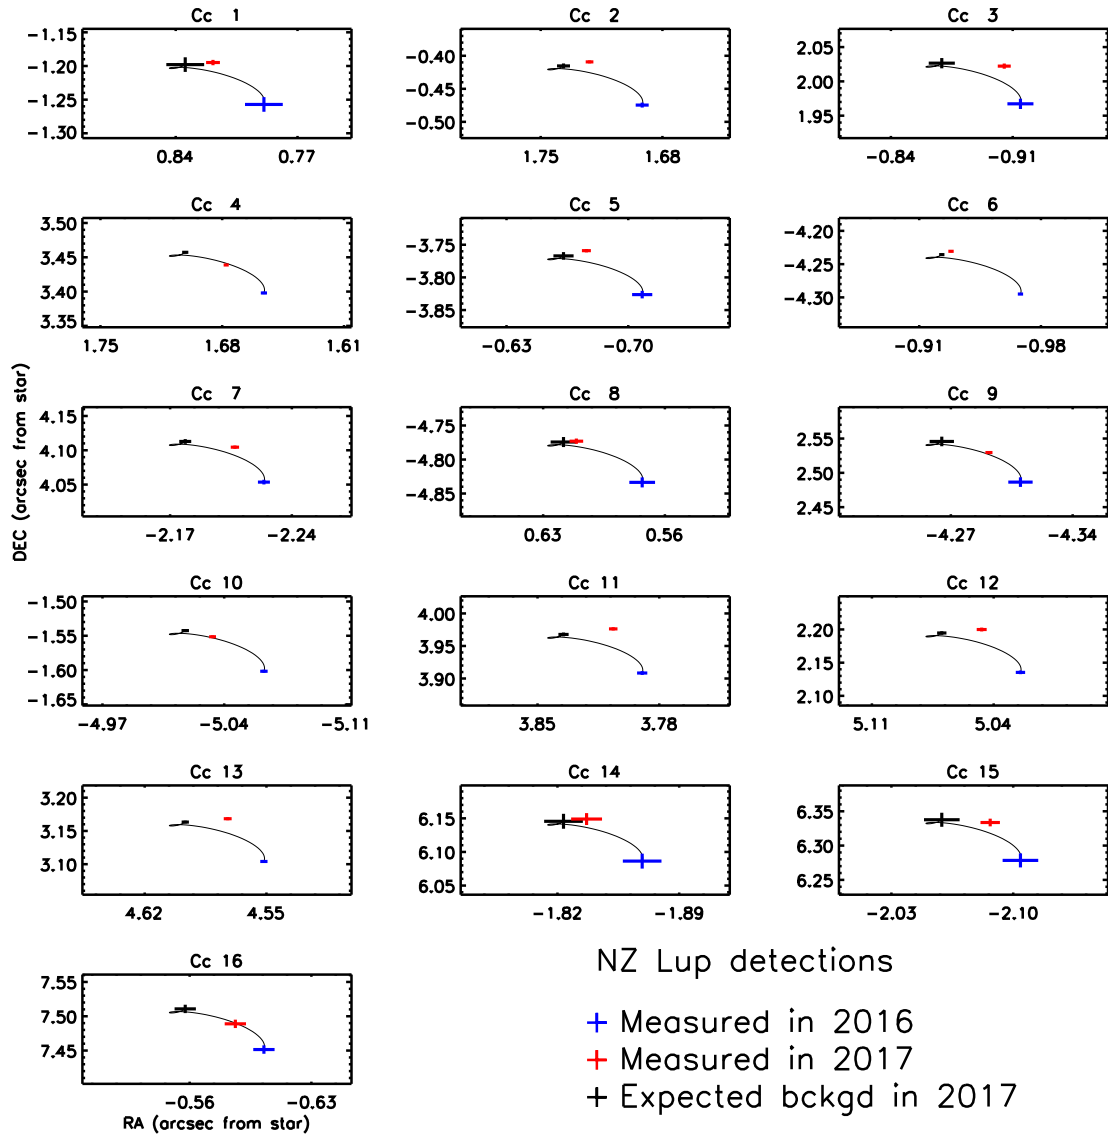 Cc 1
-1.15
-1.20
-1.25
-1.30
0.84 0.77
Cc 2
-0.40
-0.45
-0.50
1.75 1.68
Cc 3
2.05
2.00
1.95
-0.84 -0.91
Cc 4
3.50
3.45
3.40
3.35
1.75 1.68 1.61
Cc 5
-3.75
-3.80
-3.85
-0.63 -0.70
Cc 6
-4.20
-4.25
-4.30
-0.91 -0.98
Cc 7
4.15
4.10
4.05
-2.17 -2.24
Cc 8
-4.75
-4.80
-4.85
0.63 0.56
Cc 9
2.55
2.50
2.45
-4.27 -4.34
DEC (arcsec from star)
Cc 10
-1.50
-1.55
-1.60
-1.65
-4.97 -5.04 -5.11
Cc 11
4.00
3.95
3.90
3.85 3.78
Cc 12
2.20
2.15
2.10
5.11 5.04
Cc 13
3.20
3.15
3.10
4.62 4.55
Cc 14
6.15
6.10
6.05
-1.82 -1.89
Cc 15
6.35
6.30
6.25
-2.03 -2.10
Cc 16
7.55
7.50
7.45
-0.56 -0.63
RA (arcsec from star)
NZ Lup detections
Measured in 2016
Measured in 2017
Expected bckgd in 2017